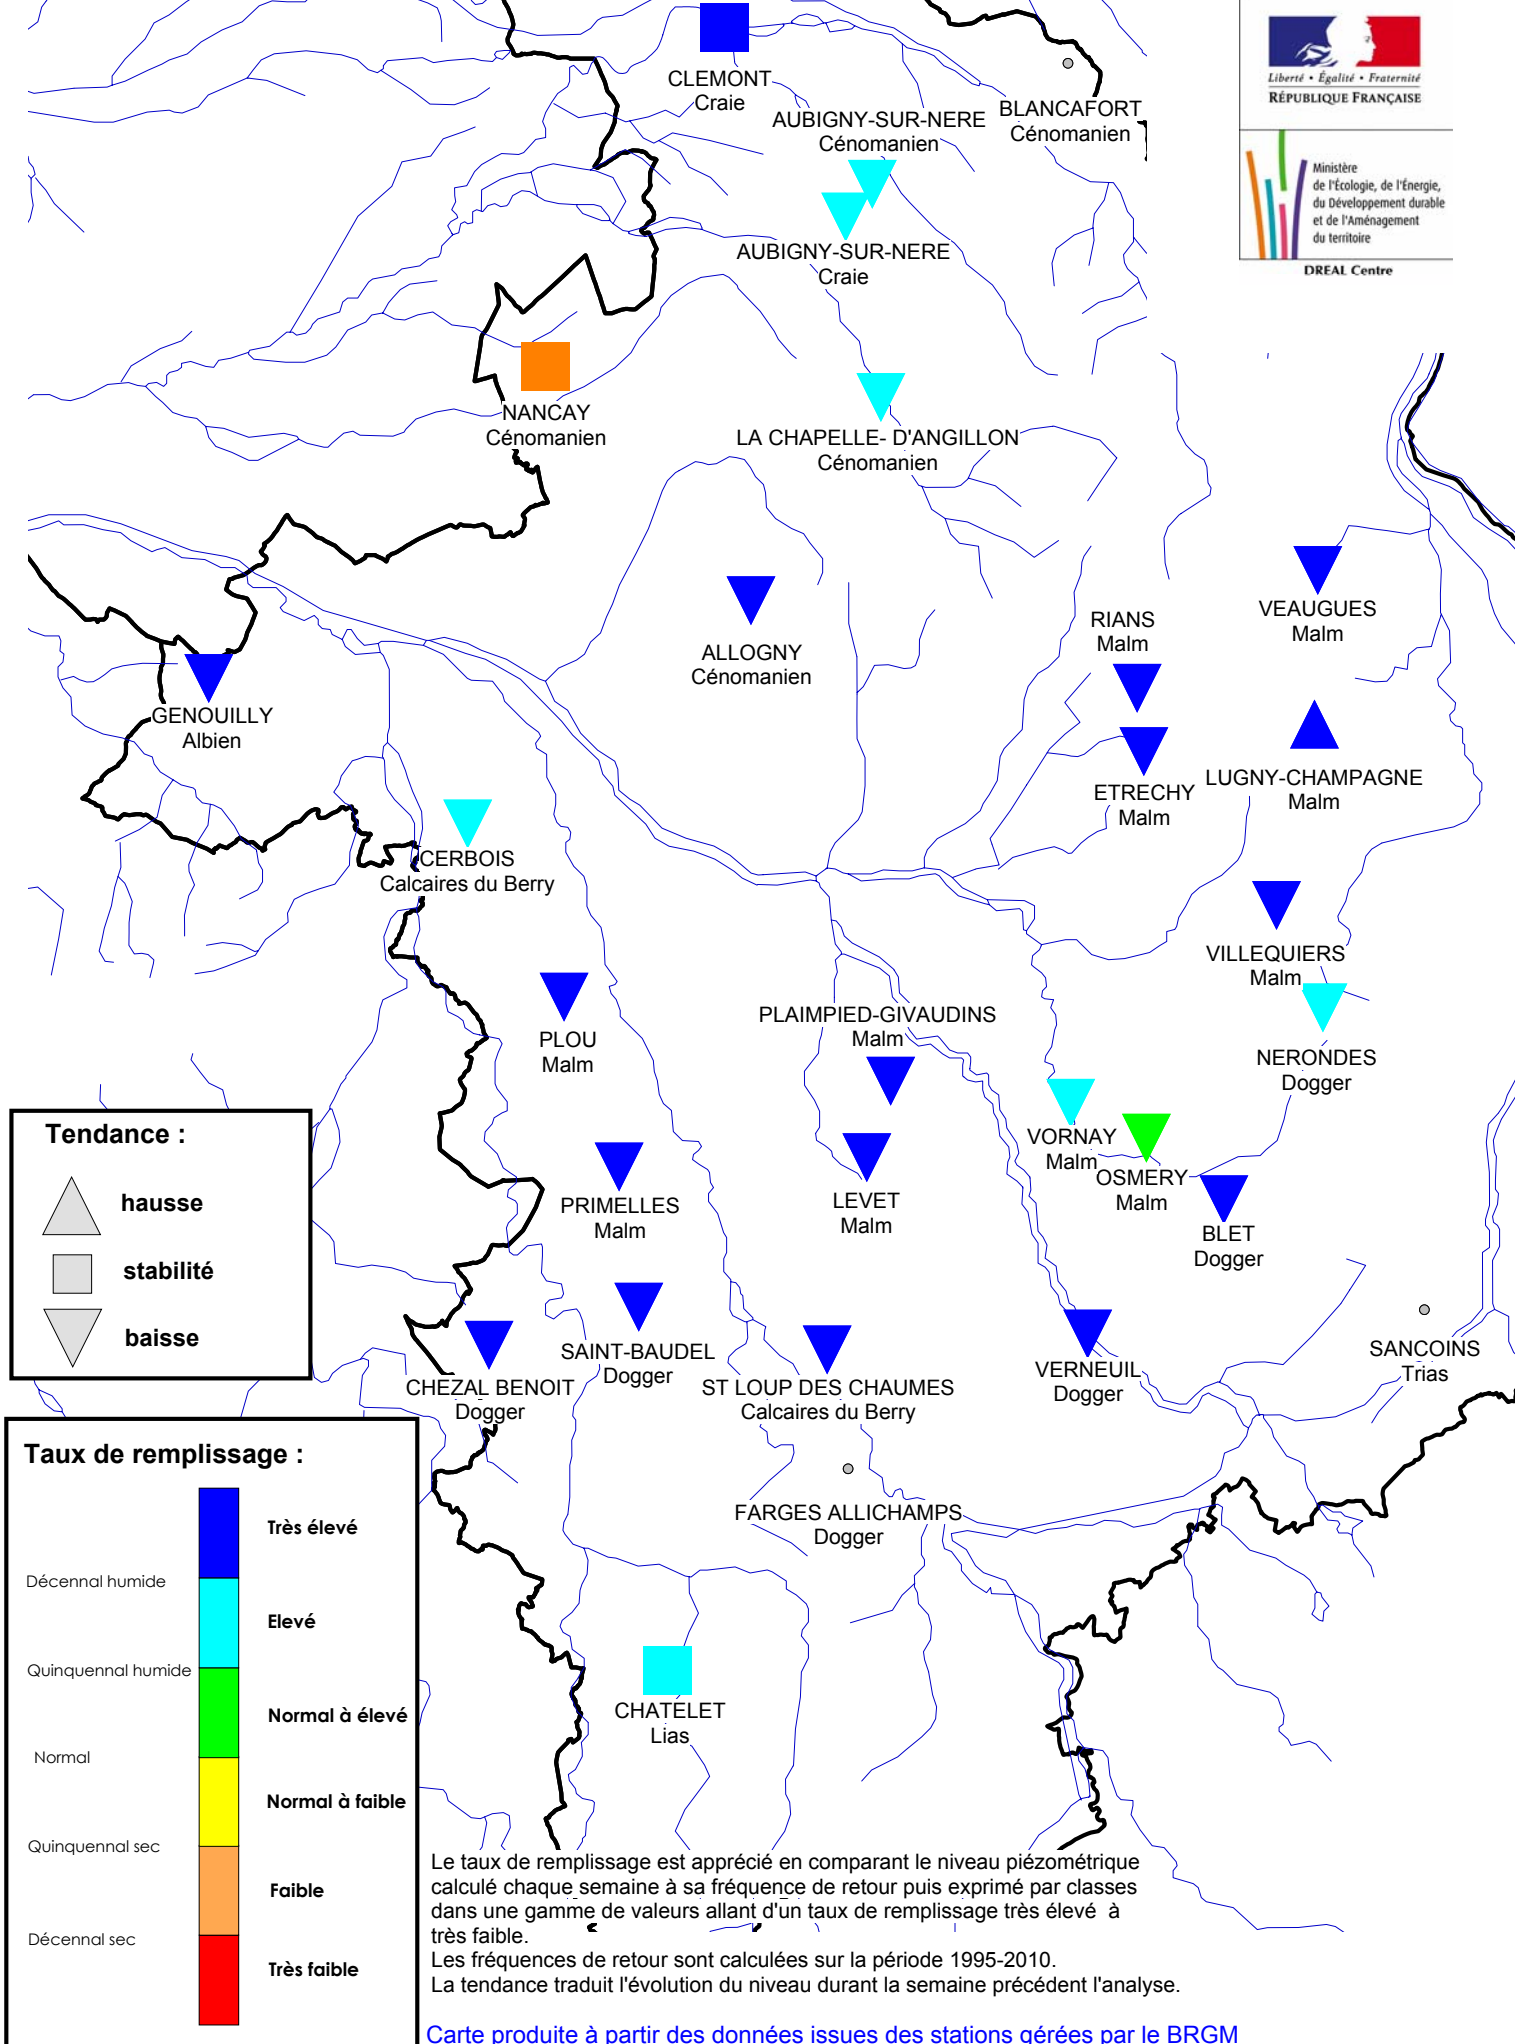 Liberté • Égalité • Fraternité
RÉPUBLIQUE FRANÇAISE
Ministère
de l'Écologie, de l'Énergie,
du Développement durable
et de l'Aménagement
du territoire
DREAL Centre
CLEMONT
Craie
AUBIGNY-SUR-NERE
Cénomanien
BLANCAFORT
Cénomanien
AUBIGNY-SUR-NERE
Craie
NANCAY
Cénomanien
LA CHAPELLE- D'ANGILLON
Cénomanien
VEAUGUES
Malm
RIANS
Malm
ALLOGNY
Cénomanien
GENOUILLY
Albien
ETRECHY
Malm
LUGNY-CHAMPAGNE
Malm
CERBOIS
Calcaires du Berry
VILLEQUIERS
Malm
PLAIMPIED-GIVAUDINS
Malm
PLOU
Malm
NERONDES
Dogger
VORNAY
Malm
OSMERY
Malm
PRIMELLES
Malm
LEVET
Malm
BLET
Dogger
SAINT-BAUDEL
Dogger
CHEZAL BENOIT
Dogger
ST LOUP DES CHAUMES
Calcaires du Berry
VERNEUIL
Dogger
SANCOINS
Trias
FARGES ALLICHAMPS
Dogger
CHATELET
Lias
Tendance :
hausse
stabilité
baisse
Taux de remplissage :
Très élevé
Décennal humide
Elevé
Quinquennal humide
Normal à élevé
Normal
Normal à faible
Quinquennal sec
Faible
Décennal sec
Très faible
Le taux de remplissage est apprécié en comparant le niveau piézométrique
calculé chaque semaine à sa fréquence de retour puis exprimé par classes
dans une gamme de valeurs allant d'un taux de remplissage très élevé à
très faible.
Les fréquences de retour sont calculées sur la période 1995-2010.
La tendance traduit l'évolution du niveau durant la semaine précédent l'analyse.
Carte produite à partir des données issues des stations gérées par le BRGM